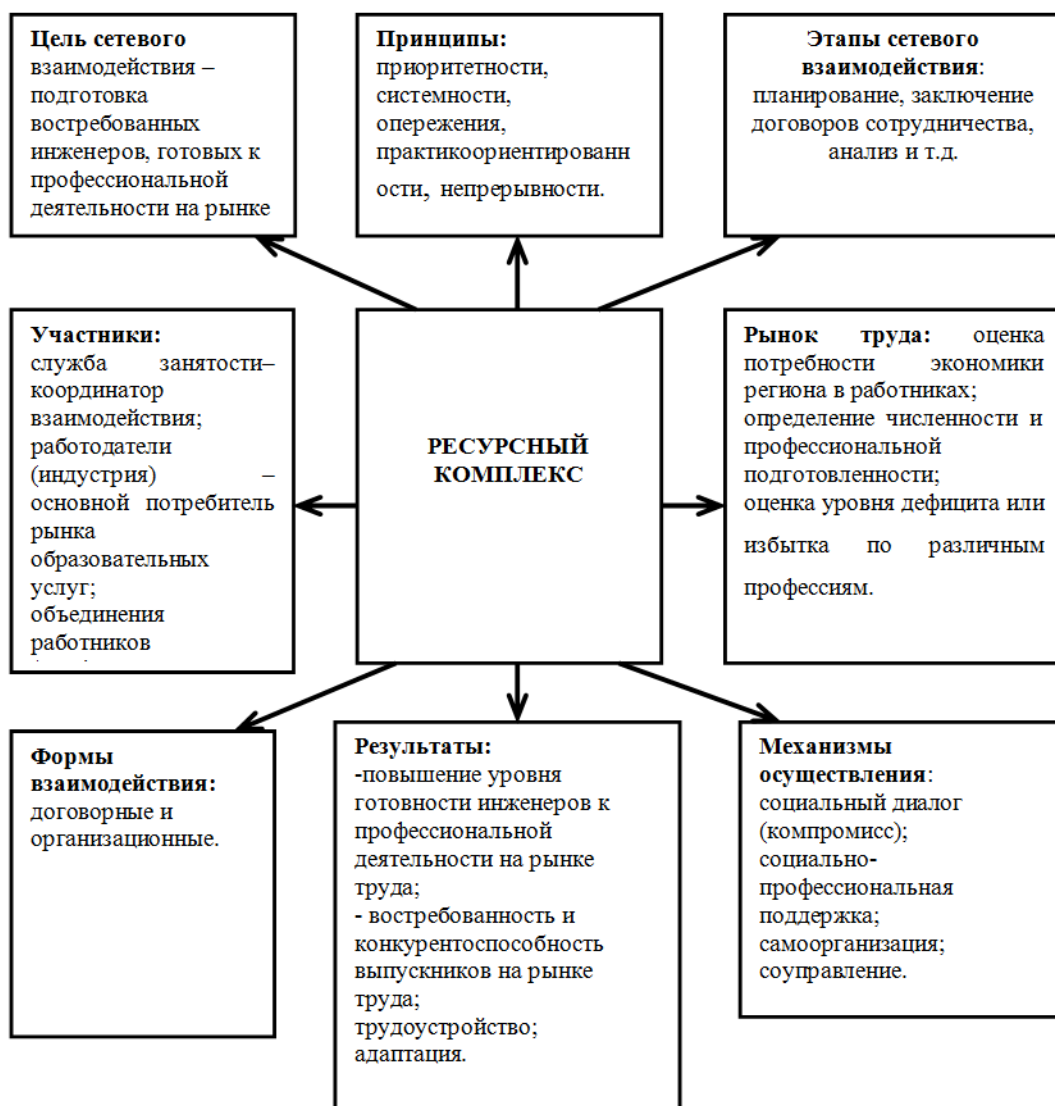 Цель сетевого
взаимодействия –
подготовка
востребованных
инженеров, готовых к
профессиональной
деятельности на рынке
Принципы:
приоритетности,
системности,
опережения,
практикоориентированн
ости, непрерывности.
Этапы сетевого
взаимодействия:
планирование, заключение
договоров сотрудничества,
анализ и т.д.
Участники:
служба занятости–
координатор
взаимодействия;
работодатели
(индустрия) –
основной потребитель
рынка
образовательных
услуг;
объединения
работников
РЕСУРСНЫЙ
КОМПЛЕКС
Рынок труда: оценка
потребности экономики
региона в работниках;
определение численности и
профессиональной
подготовленности;
оценка уровня дефицита или
избытка по различным
профессиям.
Формы
взаимодействия:
договорные и
организационные.
Результаты:
-повышение уровня
готовности инженеров к
профессиональной
деятельности на рынке
труда;
- востребованность и
конкурентоспособность
выпускников на рынке
труда;
трудоустройство;
адаптация.
Механизмы
осуществления:
социальный диалог
(компромисс);
социально-
профессиональная
поддержка;
самоорганизация;
соуправление.